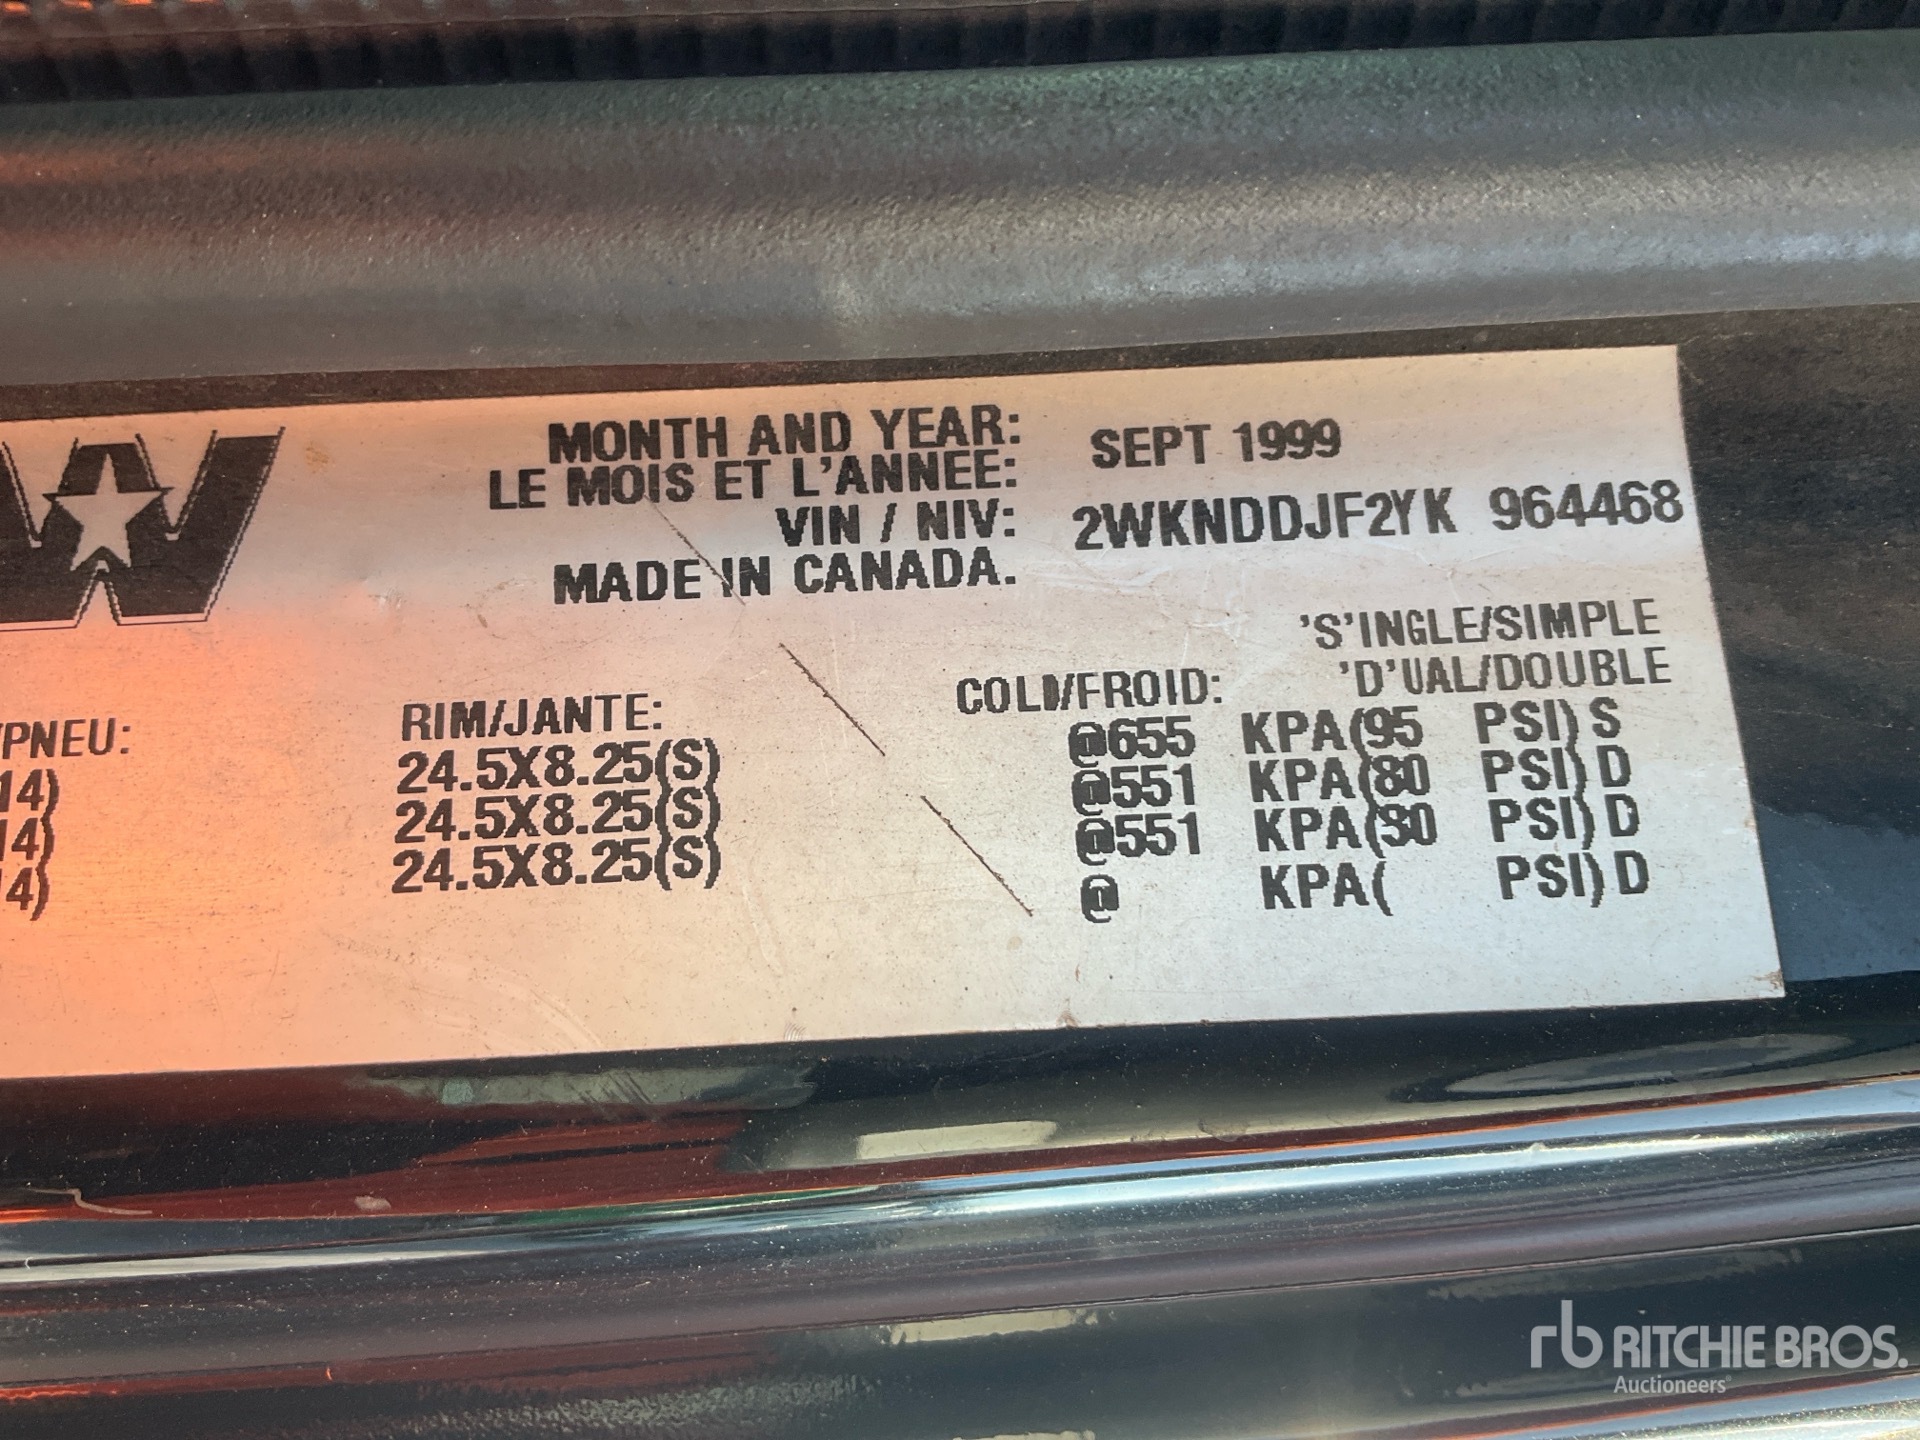 W
MONTH AND YEAR: SEPT 1999
LE MOIS ET L'ANNEE:
VIN / NIV: 2WKNDDJF2YK 964468
MADE IN CANADA.
'S'INGLE/SIMPLE
'D'UAL/DOUBLE
/PNEU: RIM/JANTE: COLD/FROID:
14) 24.5X8.25(S) @655 KPA(95 PSI) S
14) 24.5X8.25(S) @551 KPA(80 PSI) D
14) 24.5X8.25(S) @551 KPA(80 PSI) D
@ KPA( PSI) D
rb RITCHIE BROS.
Auctioneers